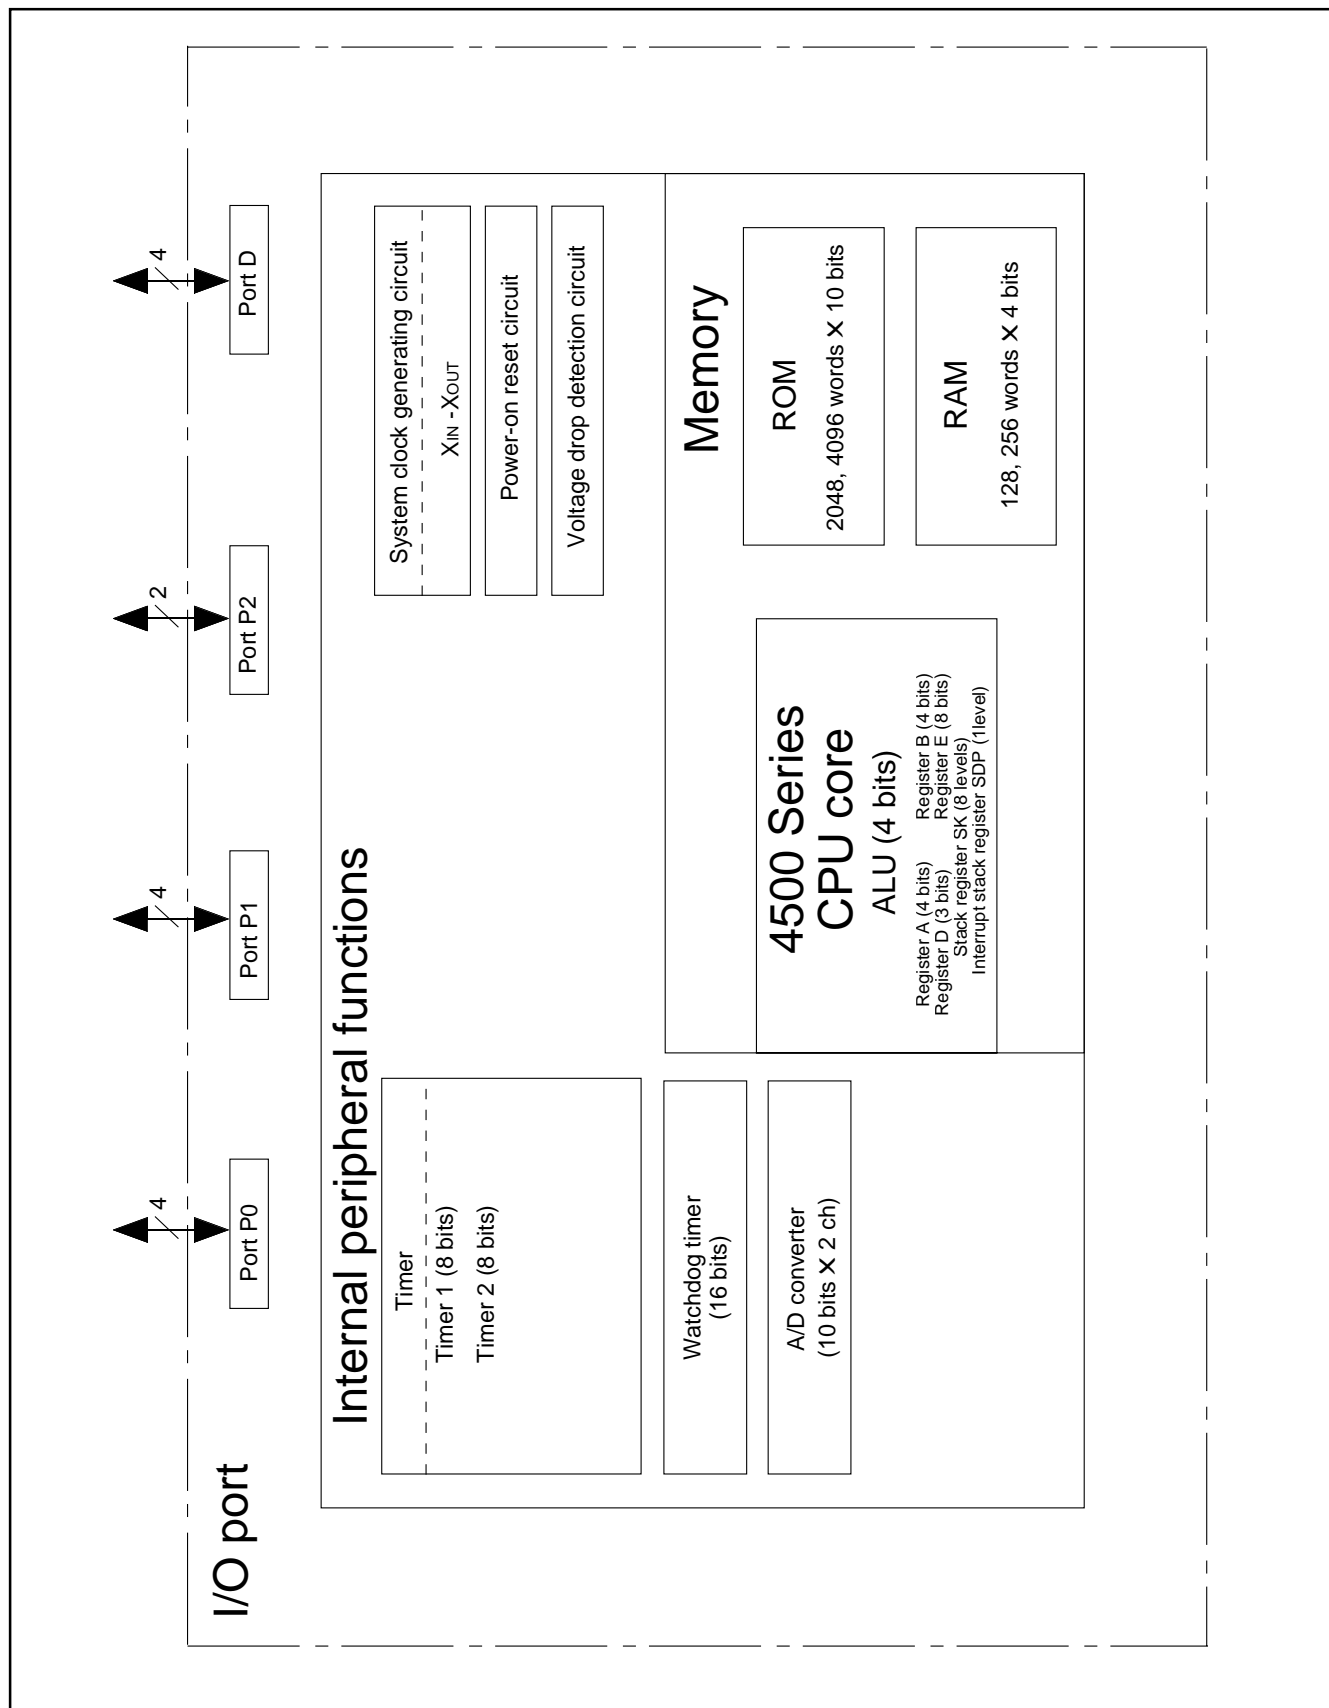 4
4
2
4
Port P0
Port P1
Port P2
Port D
I/O port
Internal peripheral functions
Timer
Timer 1 (8 bits)
Timer 2 (8 bits)
Watchdog timer
(16 bits)
A/D converter
(10 bits ✕ 2 ch)
System clock generating circuit
XIN -XOUT
Power-on reset circuit
Voltage drop detection circuit
4500 Series
CPU core
ALU (4 bits)
Register A (4 bits) Register B (4 bits)
Register D (3 bits) Register E (8 bits)
Stack register SK (8 levels)
Interrupt stack register SDP (1level)
Memory
ROM
2048, 4096 words ✕ 10 bits
RAM
128, 256 words ✕ 4 bits